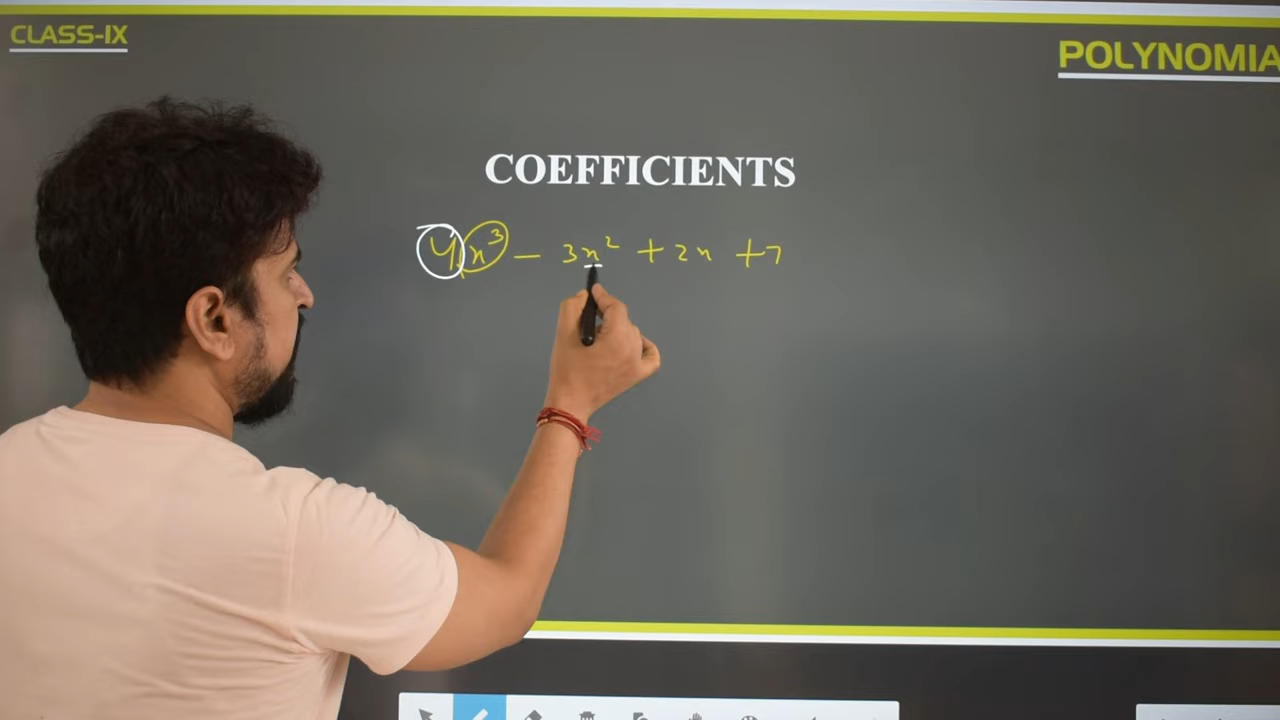 CLASS-IX
POLYNOMIA
COEFFICIENTS
4x³ - 3x² + 2x + 7